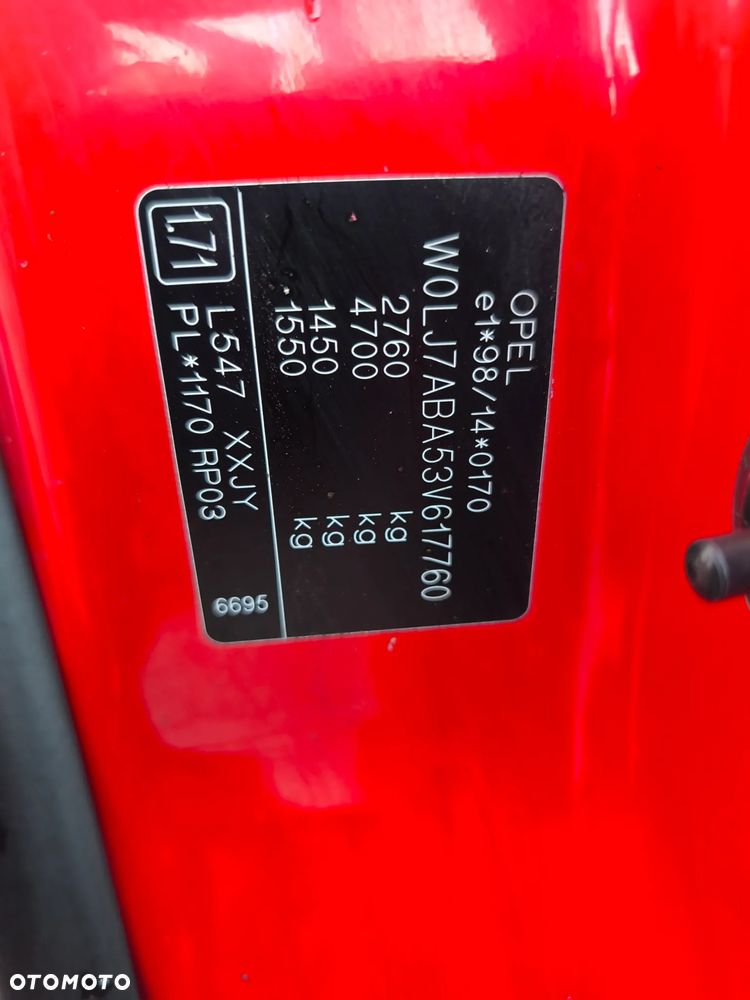 OPEL
e1*98/14*0170
W0LJ7ABA53V617760
2760 kg
4700 kg
1450 kg
1550 kg
L547 XXJY
PL*1170 RP03
1.71
6695
OTOMOTO